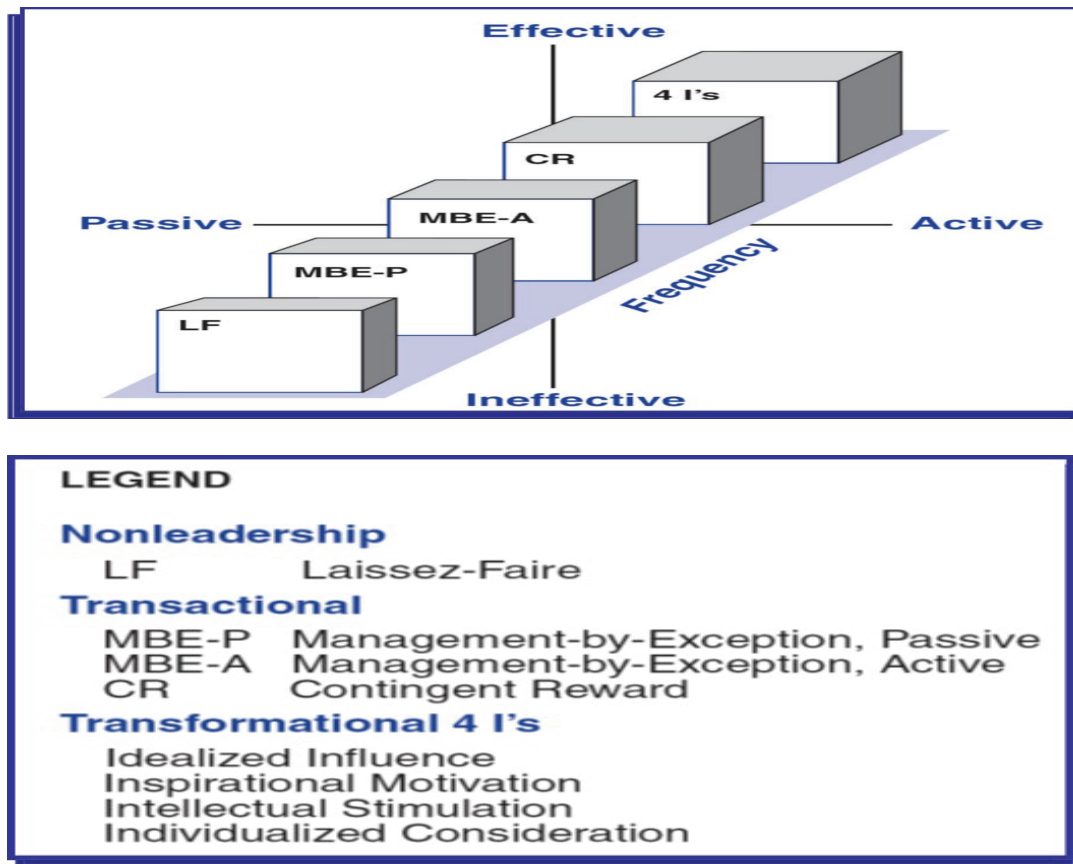 Effective
4 I's
CR
Passive
MBE-A
Active
MBE-P
Frequency
LF
Ineffective
LEGEND
Nonleadership
LF Laissez-Faire
Transactional
MBE-P Management-by-Exception, Passive
MBE-A Management-by-Exception, Active
CR Contingent Reward
Transformational 4 I's
Idealized Influence
Inspirational Motivation
Intellectual Stimulation
Individualized Consideration